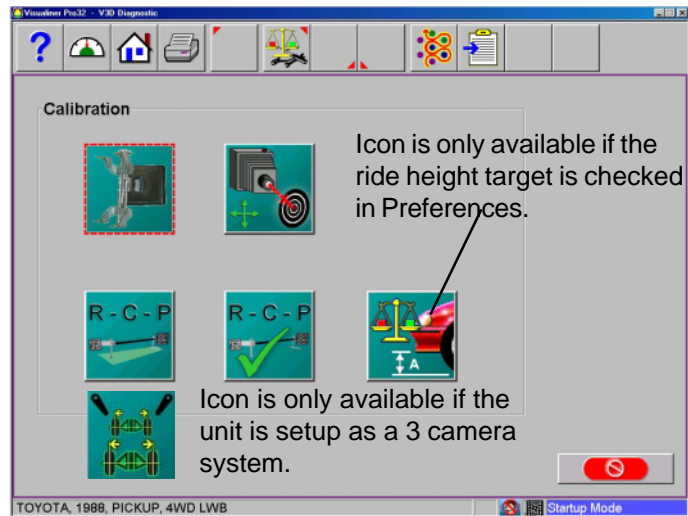 Visualiner Pro32 - V3D Diagnostic
?
Calibration
Icon is only available if the
ride height target is checked
in Preferences.
R - C - P
R - C - P
A
Icon is only available if the
unit is setup as a 3 camera
system.
TOYOTA, 1988, PICKUP, 4WD LWB
Startup Mode